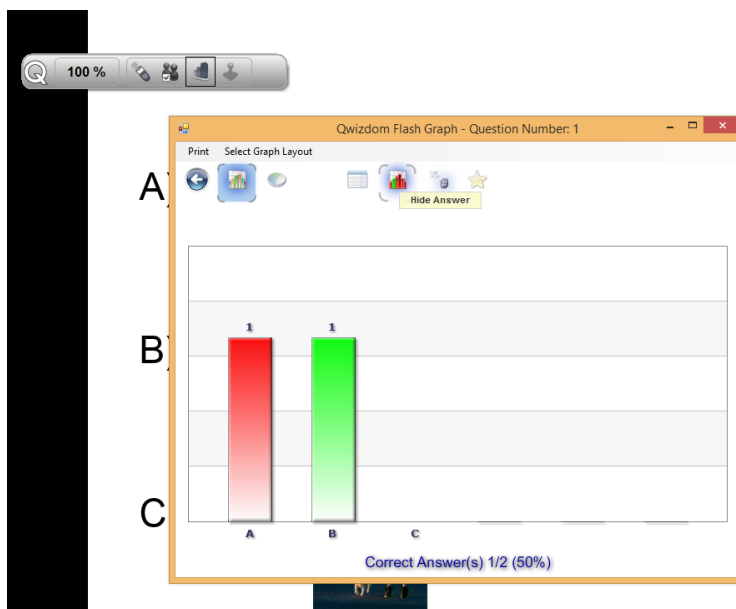 100 %
Qwizdom Flash Graph - Question Number: 1
Print Select Graph Layout
A)
Hide Answer
1 1
B)
C
A B C
Correct Answer(s) 1/2 (50%)